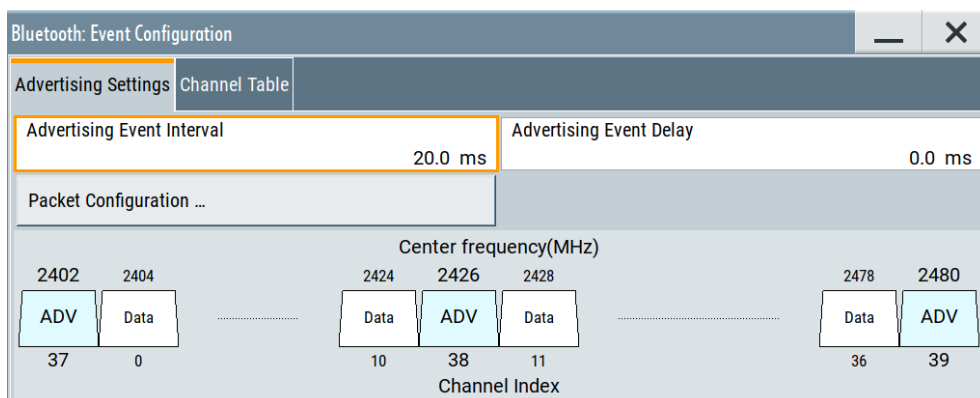 Bluetooth: Event Configuration
Advertising Settings Channel Table
Advertising Event Interval
20.0 ms
Advertising Event Delay
0.0 ms
Packet Configuration ...
Center frequency(MHz)
2402 2404 2424 2426 2428 2478 2480
ADV Data Data ADV Data Data ADV
37 0 10 38 11 36 39
Channel Index